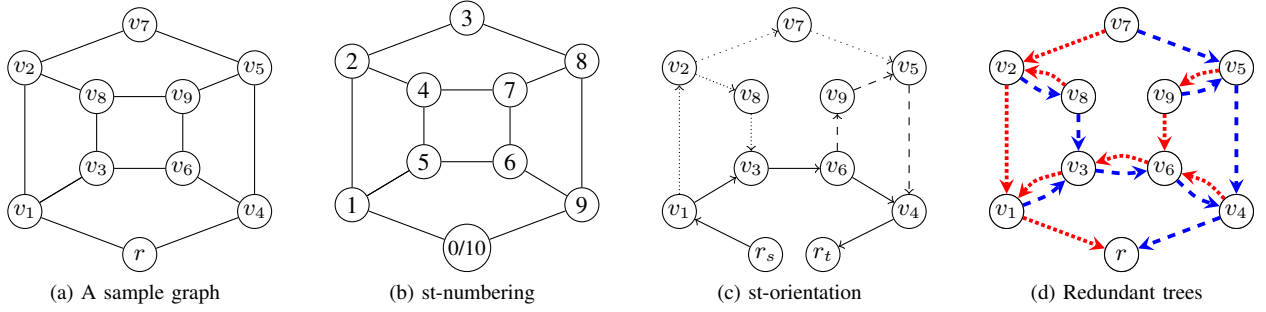 v7
v2 v5
v8 v9
v3 v6
v1 v4
r
(a) A sample graph
3
2 8
4 7
5 6
1 9
0/10
(b) st-numbering
v7
v2 v5
v8 v9
v3 v6
v1 v4
rs rt
(c) st-orientation
v7
v2 v5
v8 v9
v3 v6
v1 v4
r
(d) Redundant trees